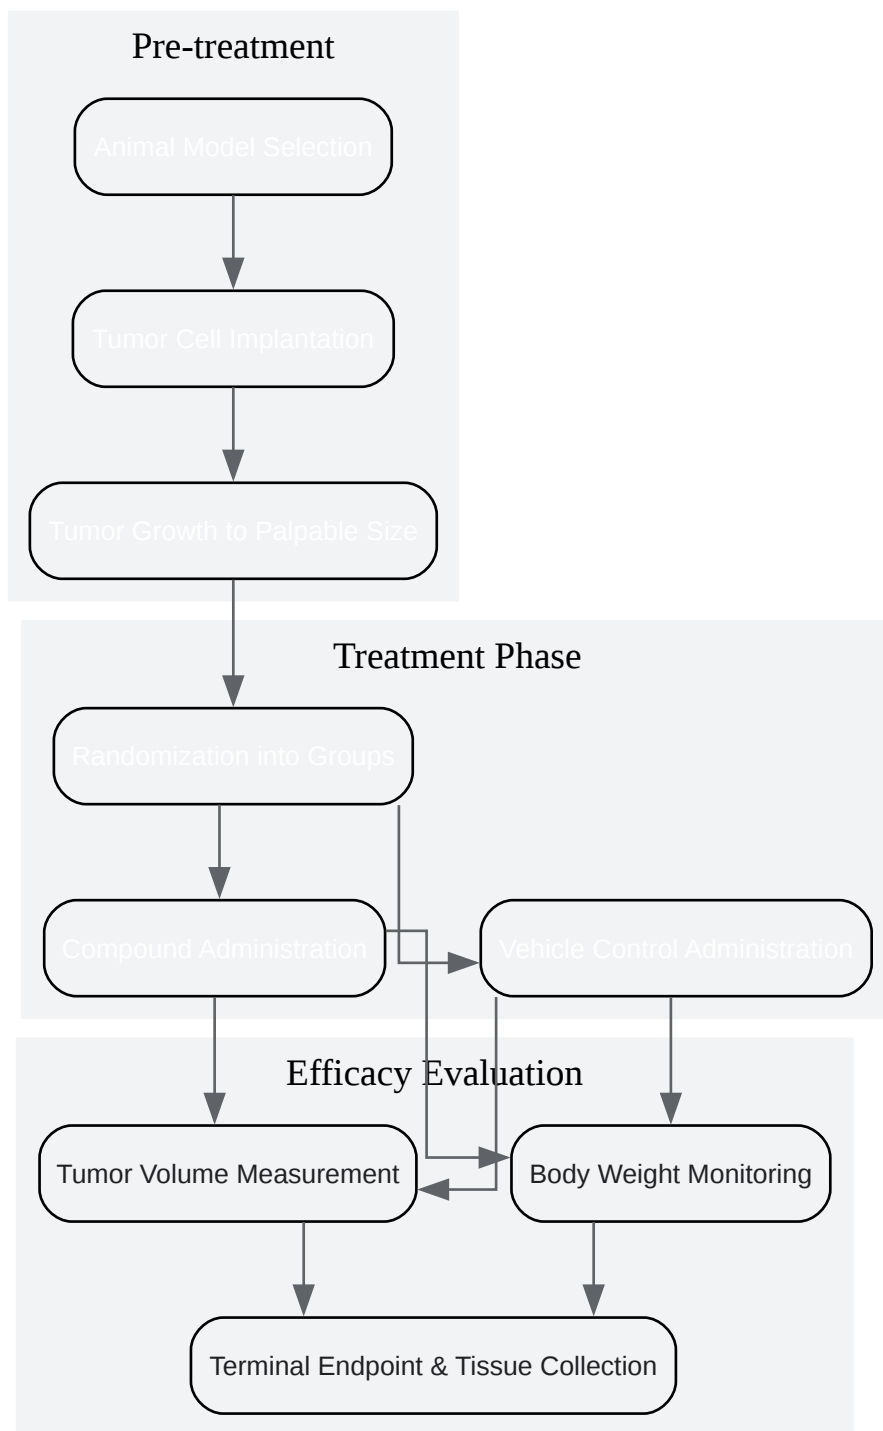 Pre-treatment
Animal Model Selection
Tumor Cell Implantation
Tumor Growth to Palpable Size
Treatment Phase
Randomization into Groups
Compound Administration
Vehicle Control Administration
Efficacy Evaluation
Tumor Volume Measurement
Body Weight Monitoring
Terminal Endpoint & Tissue Collection